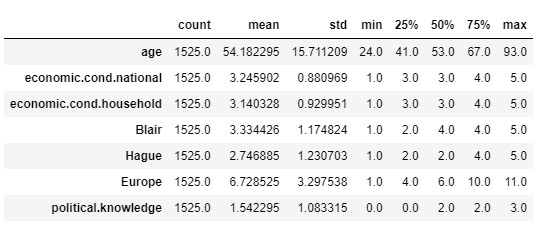 count mean std min 25% 50% 75% max
age 1525.0 54.182295 15.711209 24.0 41.0 53.0 67.0 93.0
economic.cond.national 1525.0 3.245902 0.880969 1.0 3.0 3.0 4.0 5.0
economic.cond.household 1525.0 3.140328 0.929951 1.0 3.0 3.0 4.0 5.0
Blair 1525.0 3.334426 1.174824 1.0 2.0 4.0 4.0 5.0
Hague 1525.0 2.746885 1.230703 1.0 2.0 2.0 4.0 5.0
Europe 1525.0 6.728525 3.297538 1.0 4.0 6.0 10.0 11.0
political.knowledge 1525.0 1.542295 1.083315 0.0 0.0 2.0 2.0 3.0